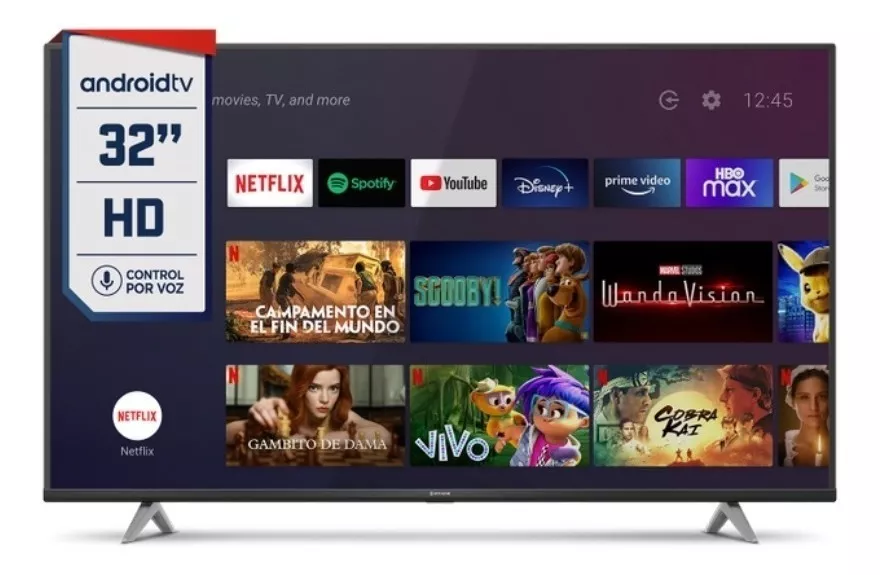 androidtv
32”
HD
CONTROL
POR VOZ
movies, TV, and more
12:45
NETFLIX
Spotify
YouTube
Disney+
prime video
HBO
max
N
CAMPAMENTO EN
EL FIN DEL MUNDO
SCOOBY!
MARVEL STUDIOS
WandaVision
NETFLIX
Netflix
N
GAMBITO DE DAMA
N
VIVO
N
COBRA
KAI
N